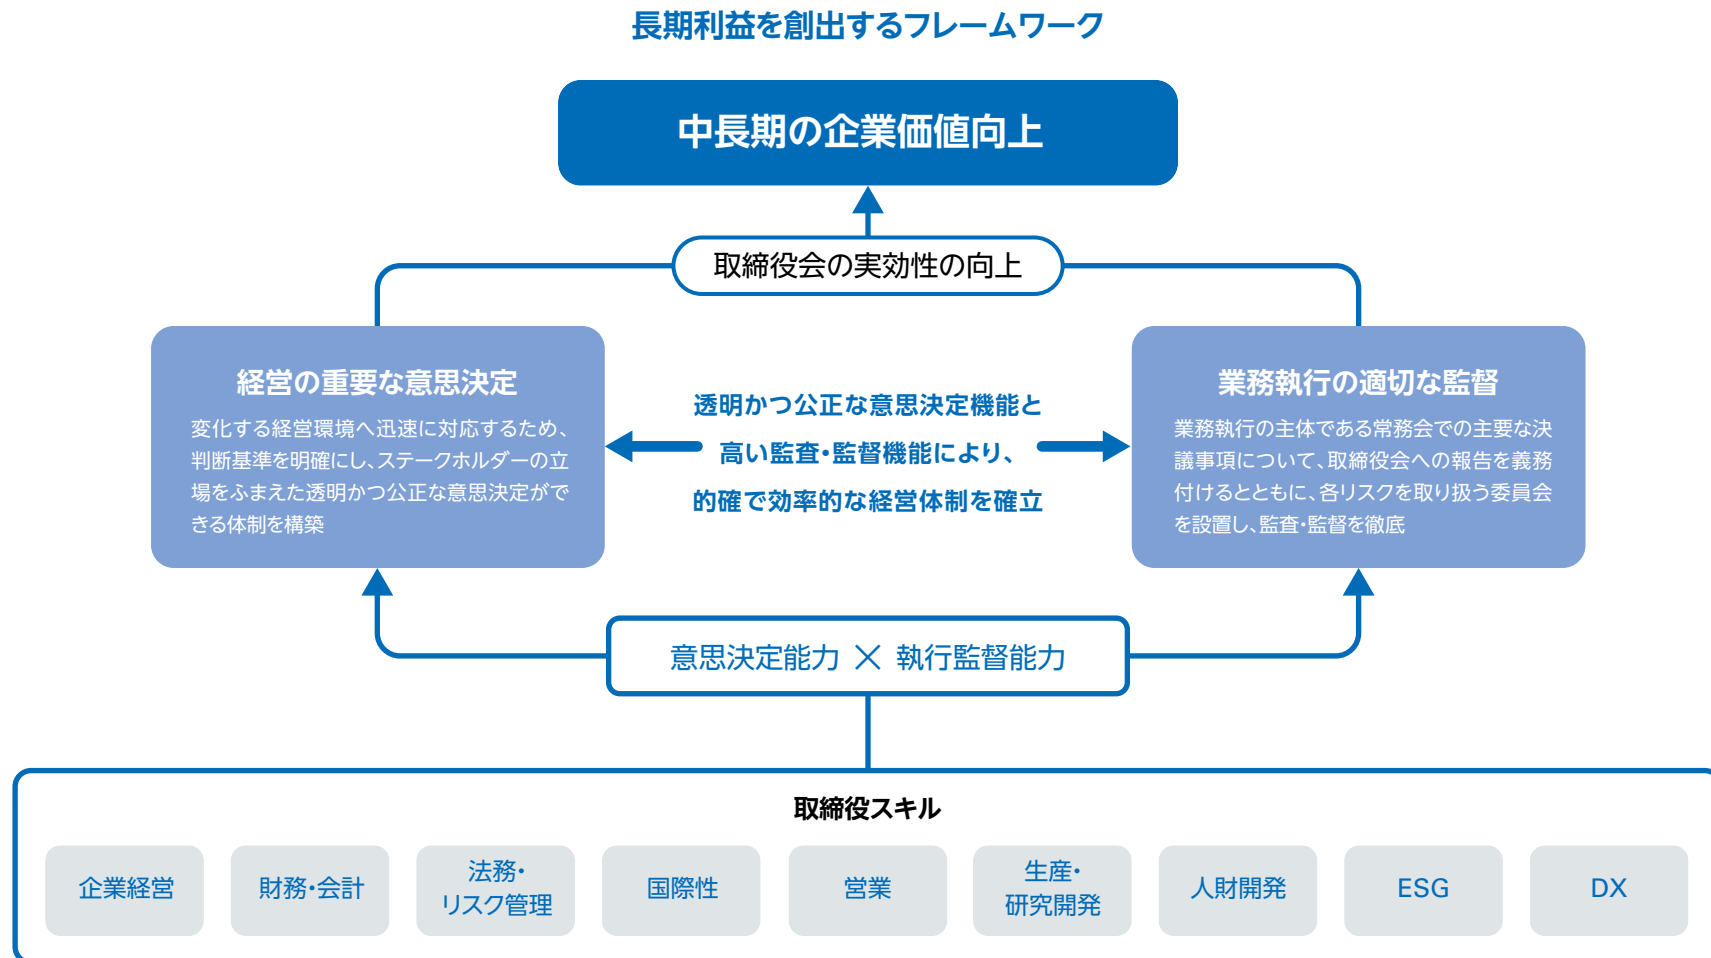 長期利益を創出するフレームワーク
中長期の企業価値向上
取締役会の実効性の向上
経営の重要な意思決定
変化する経営環境へ迅速に対応するため、
判断基準を明確にし、ステークホルダーの立
場をふまえた透明かつ公正な意思決定がで
きる体制を構築
透明かつ公正な意思決定機能と
高い監査・監督機能により、
的確で効率的な経営体制を確立
業務執行の適切な監督
業務執行の主体である常務会での主要な決
議事項について、取締役会への報告を義務
付けるとともに、各リスクを取り扱う委員会
を設置し、監査・監督を徹底
意思決定能力 × 執行監督能力
取締役スキル
企業経営
財務・会計
法務・
リスク管理
国際性
営業
生産・
研究開発
人財開発
ESG
DX